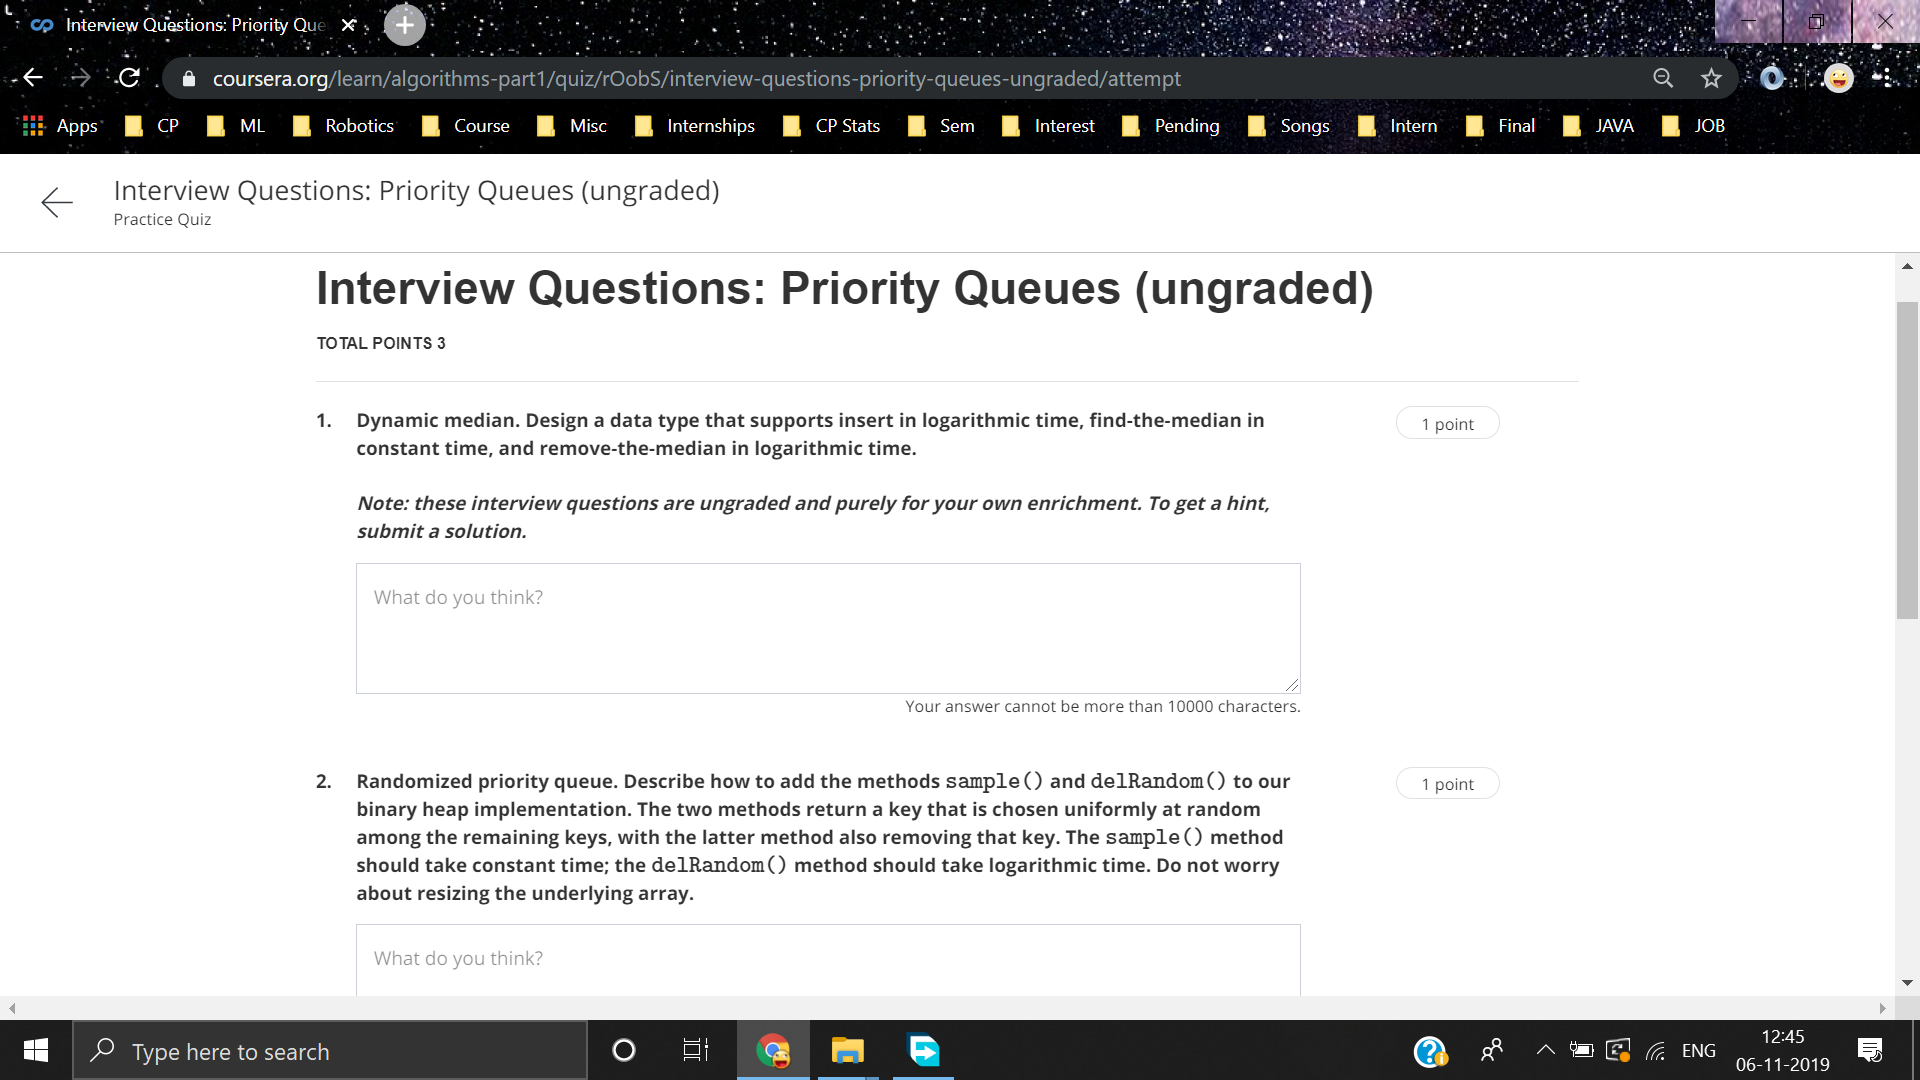 Interview Questions: Priority Que
coursera.org/learn/algorithms-part1/quiz/rOobS/interview-questions-priority-queues-ungraded/attempt
Apps CP ML Robotics Course Misc Internships CP Stats Sem Interest Pending Songs Intern Final JAVA JOB
Interview Questions: Priority Queues (ungraded)
Practice Quiz
Interview Questions: Priority Queues (ungraded)
TOTAL POINTS 3
1. Dynamic median. Design a data type that supports insert in logarithmic time, find-the-median in 1 point
constant time, and remove-the-median in logarithmic time.
Note: these interview questions are ungraded and purely for your own enrichment. To get a hint,
submit a solution.
What do you think?
Your answer cannot be more than 10000 characters.
2. Randomized priority queue. Describe how to add the methods sample() and delRandom() to our 1 point
binary heap implementation. The two methods return a key that is chosen uniformly at random
among the remaining keys, with the latter method also removing that key. The sample() method
should take constant time; the delRandom() method should take logarithmic time. Do not worry
about resizing the underlying array.
What do you think?
Type here to search
ENG
12:45
06-11-2019